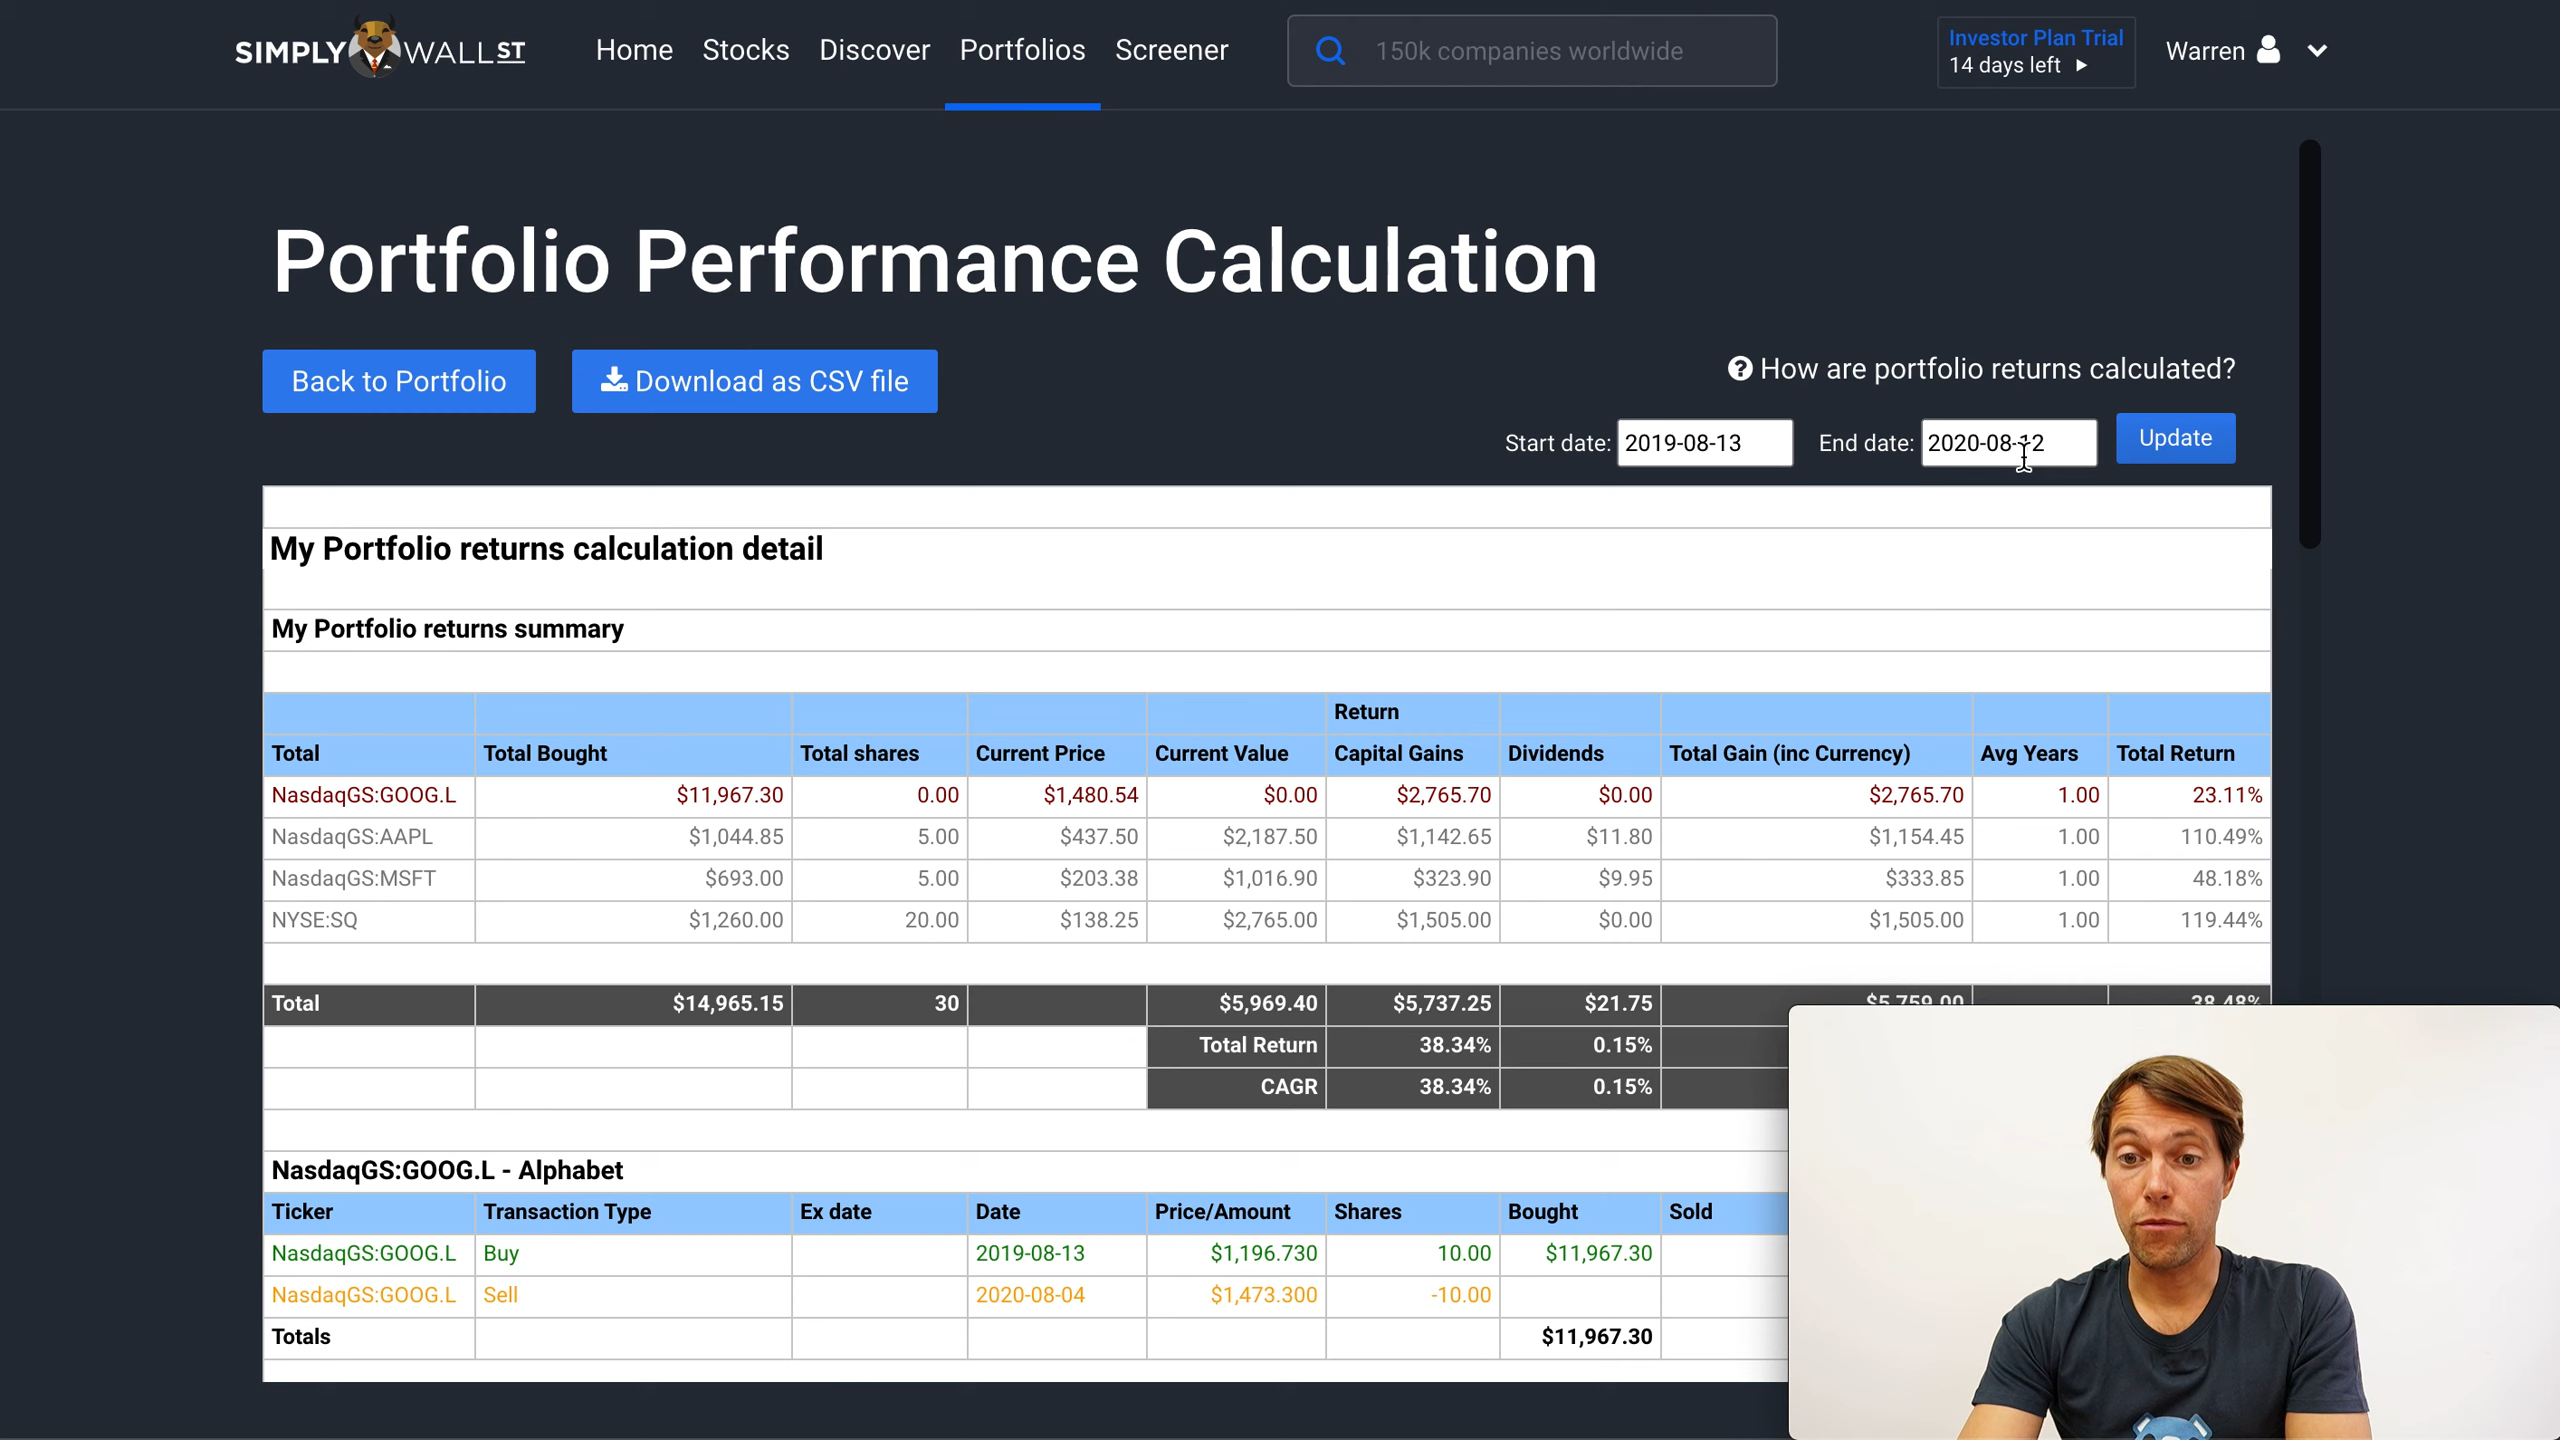 SIMPLY WALL ST Home Stocks Discover Portfolios Screener 150k companies worldwide Investor Plan Trial Warren
14 days left
Portfolio Performance Calculation
Back to Portfolio Download as CSV file How are portfolio returns calculated?
Start date: 2019-08-13 End date: 2020-08-12 Update
My Portfolio returns calculation detail
My Portfolio returns summary
Return
Total Total Bought Total shares Current Price Current Value Capital Gains Dividends Total Gain (inc Currency) Avg Years Total Return
NasdaqGS:GOOG.L $11,967.30 0.00 $1,480.54 $0.00 $2,765.70 $0.00 $2,765.70 1.00 23.11%
NasdaqGS:AAPL $1,044.85 5.00 $437.50 $2,187.50 $1,142.65 $11.80 $1,154.45 1.00 110.49%
NasdaqGS:MSFT $693.00 5.00 $203.38 $1,016.90 $323.90 $9.95 $333.85 1.00 48.18%
NYSE:SQ $1,260.00 20.00 $138.25 $2,765.00 $1,505.00 $0.00 $1,505.00 1.00 119.44%
Total $14,965.15 30 $5,969.40 $5,737.25 $21.75 $5,759.00 38.48%
Total Return 38.34% 0.15%
CAGR 38.34% 0.15%
NasdaqGS:GOOG.L - Alphabet
Ticker Transaction Type Ex date Date Price/Amount Shares Bought Sold
NasdaqGS:GOOG.L Buy 2019-08-13 $1,196.730 10.00 $11,967.30
NasdaqGS:GOOG.L Sell 2020-08-04 $1,473.300 -10.00
Totals $11,967.30